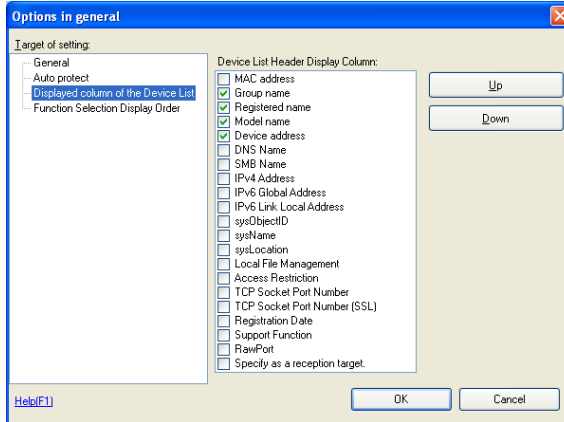 Options in general
Target of setting:
General
Auto protect
Displayed column of the Device List
Function Selection Display Order
Device List Header Display Column:
MAC address
Group name
Registered name
Model name
Device address
DNS Name
SMB Name
IPv4 Address
IPv6 Global Address
IPv6 Link Local Address
sysObjectID
sysName
sysLocation
Local File Management
Access Restriction
TCP Socket Port Number
TCP Socket Port Number (SSL)
Registration Date
Support Function
RawPort
Specify as a reception target.
Up
Down
Help(F1)
OK
Cancel